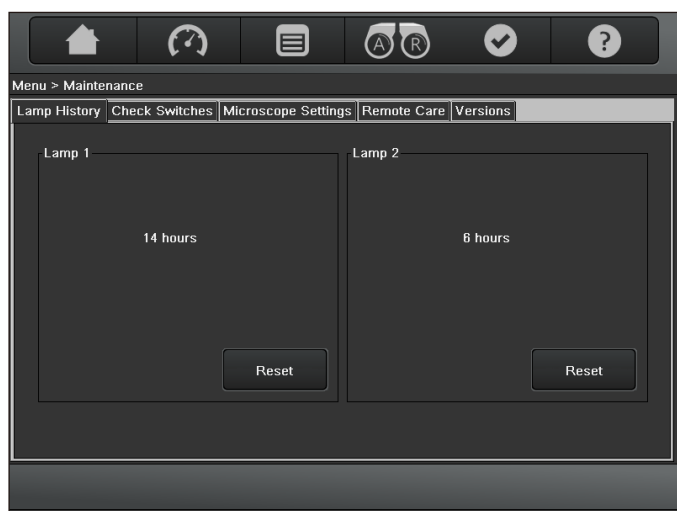 A R ?
Menu > Maintenance
Lamp History Check Switches Microscope Settings Remote Care Versions
Lamp 1 Lamp 2
14 hours 6 hours
Reset Reset